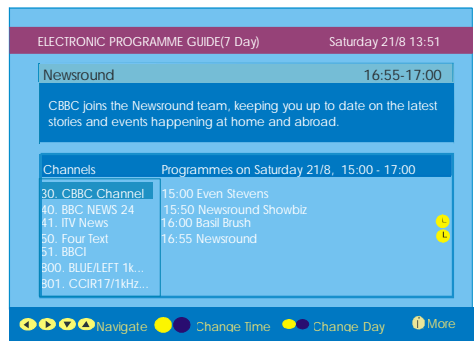 ELECTRONIC PROGRAMME GUIDE(7 Day) Saturday 21/8 13:51
Newsround 16:55-17:00
CBBC joins the Newsround team, keeping you up to date on the latest
stories and events happening at home and abroad.
Channels Programmes on Saturday 21/8, 15:00 - 17:00
30. CBBC Channel 15:00 Even Stevens
40. BBC NEWS 24 15:50 Newsround Showbiz
41. ITV News 16:00 Basil Brush
50. Four Text 16:55 Newsround
51. BBCI
800. BLUE/LEFT 1k...
801. CCIR17/1kHz...
Navigate Change Time Change Day i More